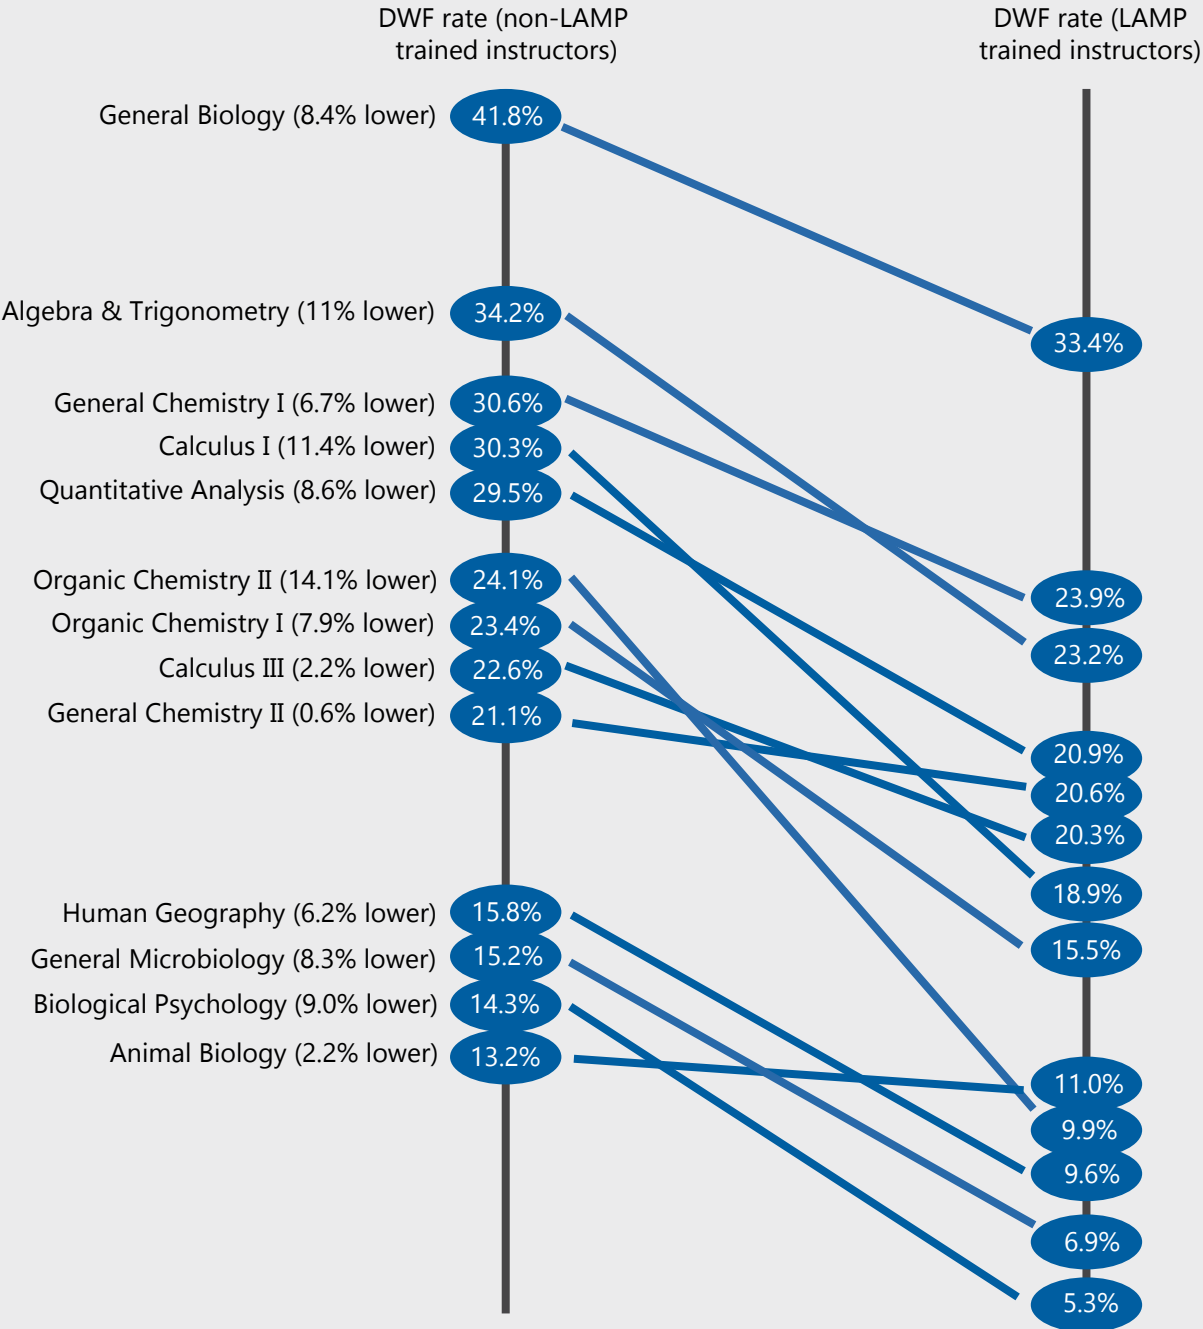 DWF rate (non-LAMP
trained instructors)
DWF rate (LAMP
trained instructors)
General Biology (8.4% lower) 41.8%
33.4%
Algebra & Trigonometry (11% lower) 34.2%
General Chemistry I (6.7% lower) 30.6%
Calculus I (11.4% lower) 30.3%
Quantitative Analysis (8.6% lower) 29.5%
Organic Chemistry II (14.1% lower) 24.1%
Organic Chemistry I (7.9% lower) 23.4%
Calculus III (2.2% lower) 22.6%
General Chemistry II (0.6% lower) 21.1%
23.9%
23.2%
20.9%
20.6%
20.3%
18.9%
15.5%
Human Geography (6.2% lower) 15.8%
General Microbiology (8.3% lower) 15.2%
Biological Psychology (9.0% lower) 14.3%
Animal Biology (2.2% lower) 13.2%
11.0%
9.9%
9.6%
6.9%
5.3%